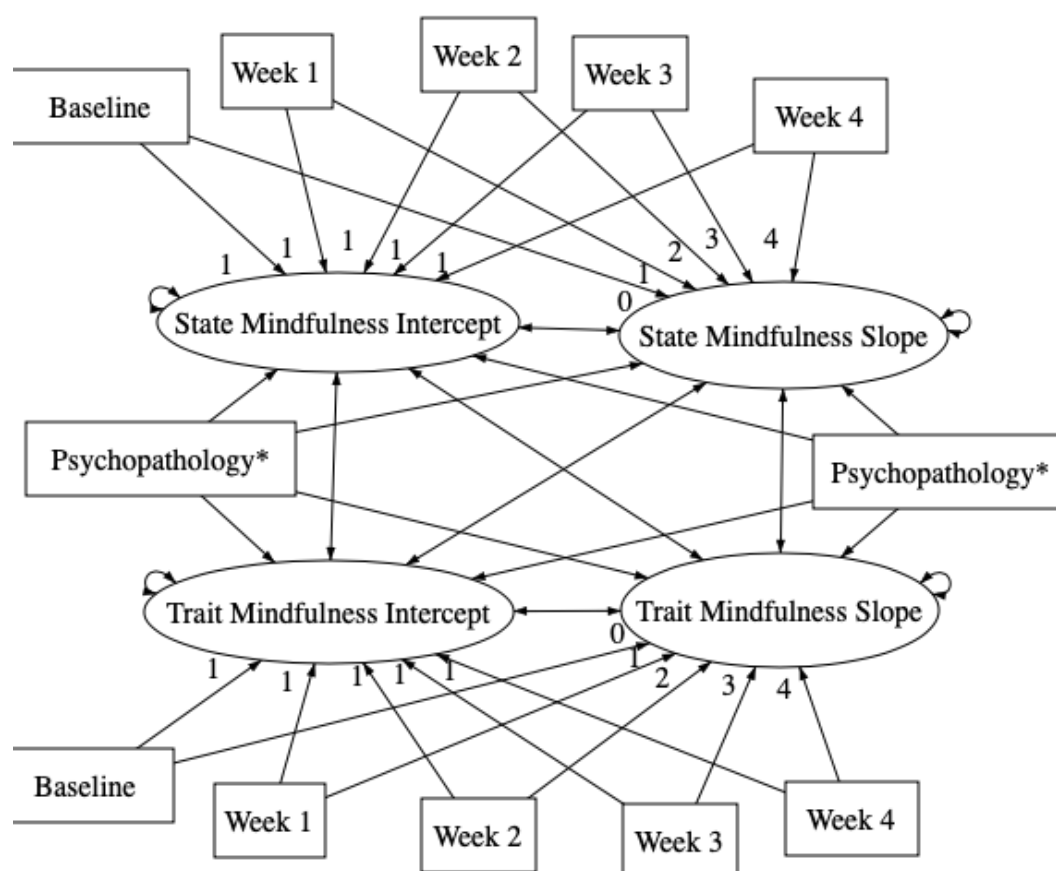 Baseline
Week 1
Week 2
Week 3
Week 4
1
1
1
1
1
0
1
2
3
4
State Mindfulness Intercept
State Mindfulness Slope
Psychopathology*
Psychopathology*
Trait Mindfulness Intercept
Trait Mindfulness Slope
1
1
1
1
1
0
1
2
3
4
Baseline
Week 1
Week 2
Week 3
Week 4